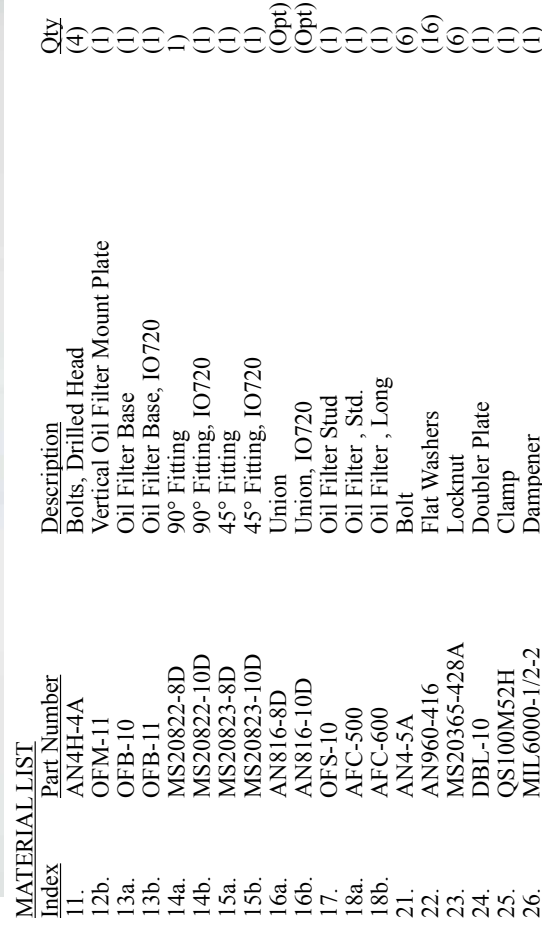 MATERIAL LIST
Index Part Number Description Qty
11. AN4H-4A Bolts, Drilled Head (4)
12b. OFM-11 Vertical Oil Filter Mount Plate (1)
13a. OFB-10 Oil Filter Base (1)
13b. OFB-11 Oil Filter Base, IO720 (1)
14a. MS20822-8D 90° Fitting 1)
14b. MS20822-10D 90° Fitting, IO720 (1)
15a. MS20823-8D 45° Fitting (1)
15b. MS20823-10D 45° Fitting, IO720 (1)
16a. AN816-8D Union (Opt)
16b. AN816-10D Union, IO720 (Opt)
17. OFS-10 Oil Filter Stud (1)
18a. AFC-500 Oil Filter , Std. (1)
18b. AFC-600 Oil Filter , Long (1)
21. AN4-5A Bolt (6)
22. AN960-416 Flat Washers (16)
23. MS20365-428A Locknut (6)
24. DBL-10 Doubler Plate (1)
25. QS100M52H Clamp (1)
26. MIL6000-1/2-2 Dampener (1)